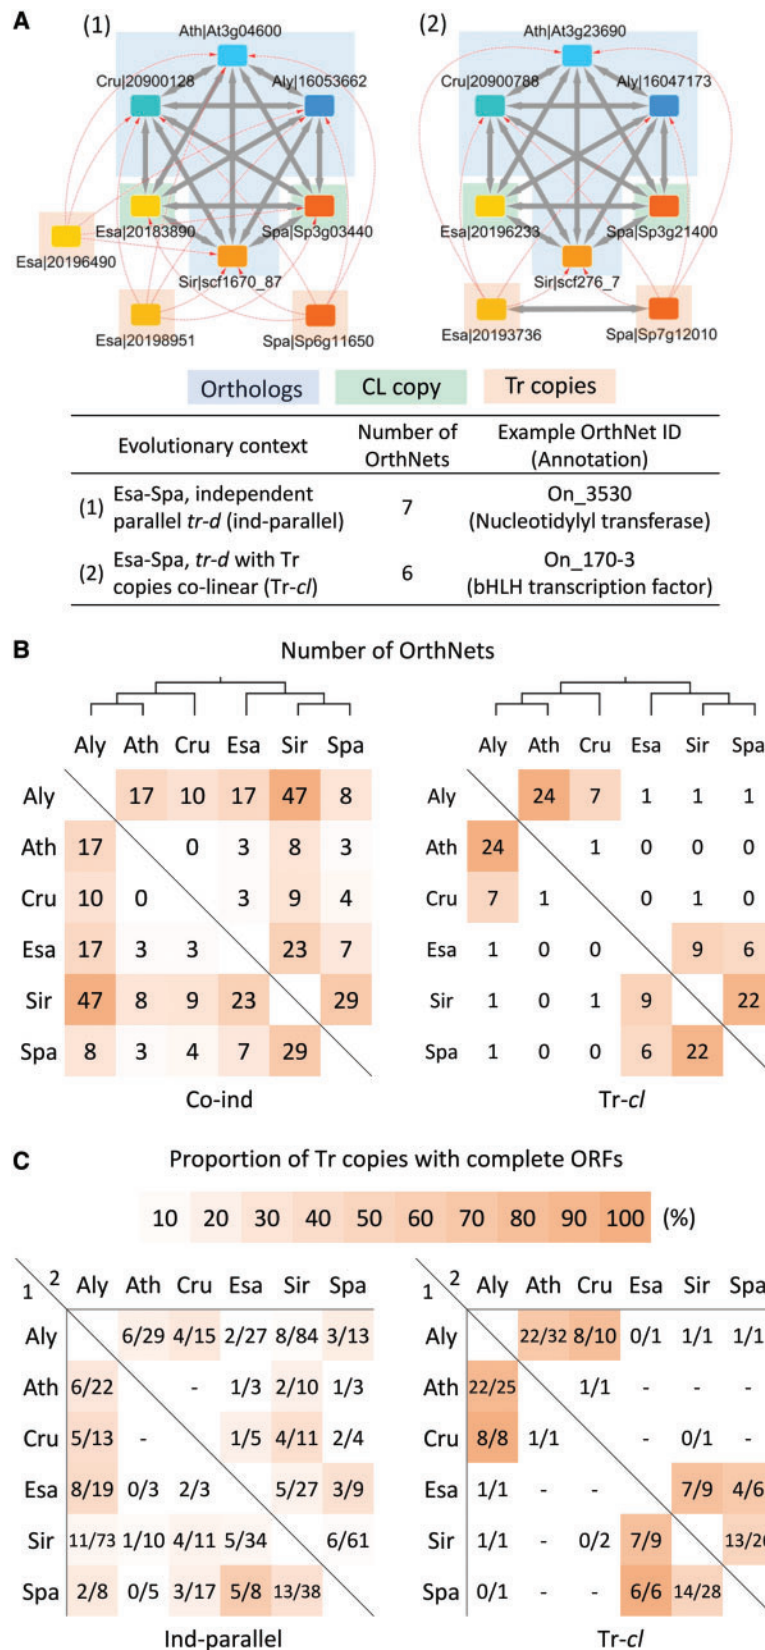 A
(1)
(2)
Ath|At3g04600
Ath|At3g23690
Cru|20900128
Aly|16053662
Cru|20900788
Aly|16047173
Esa|20183890
Spa|Sp3g03440
Esa|20196233
Spa|Sp3g21400
Esa|20196490
Sir|scf1670_87
Sir|scf276_7
Esa|20198951
Spa|Sp6g11650
Esa|20193736
Spa|Sp7g12010
Orthologs CL copy Tr copies
Evolutionary context
Number of
OrthNets
Example OrthNet ID
(Annotation)
(1) Esa-Spa, independent
parallel tr-d (ind-parallel)
7
On_3530
(Nucleotidylyl transferase)
(2) Esa-Spa, tr-d with Tr
copies co-linear (Tr-cl)
6
On_170-3
(bHLH transcription factor)
B
Number of OrthNets
Aly Ath Cru Esa Sir Spa
Aly 17 10 17 47 8
Ath 17 0 3 8 3
Cru 10 0 3 9 4
Esa 17 3 3 23 7
Sir 47 8 9 23 29
Spa 8 3 4 7 29
Co-ind
Aly Ath Cru Esa Sir Spa
Aly 24 7 1 1 1
Ath 24 1 0 0 0
Cru 7 1 0 1 0
Esa 1 0 0 9 6
Sir 1 0 1 9 22
Spa 1 0 0 6 22
Tr-cl
C
Proportion of Tr copies with complete ORFs
10 20 30 40 50 60 70 80 90 100 (%)
1 2 Aly Ath Cru Esa Sir Spa
Aly 6/29 4/15 2/27 8/84 3/13
Ath 6/22 - 1/3 2/10 1/3
Cru 5/13 - 1/5 4/11 2/4
Esa 8/19 0/3 2/3 5/27 3/9
Sir 11/73 1/10 4/11 5/34 6/61
Spa 2/8 0/5 3/17 5/8 13/38
Ind-parallel
1 2 Aly Ath Cru Esa Sir Spa
Aly 22/32 8/10 0/1 1/1 1/1
Ath 22/25 1/1 - - -
Cru 8/8 1/1 - 0/1 -
Esa 1/1 - - 7/9 4/6
Sir 1/1 - 0/2 7/9
Spa 0/1 - - 6/6 14/28
Tr-cl